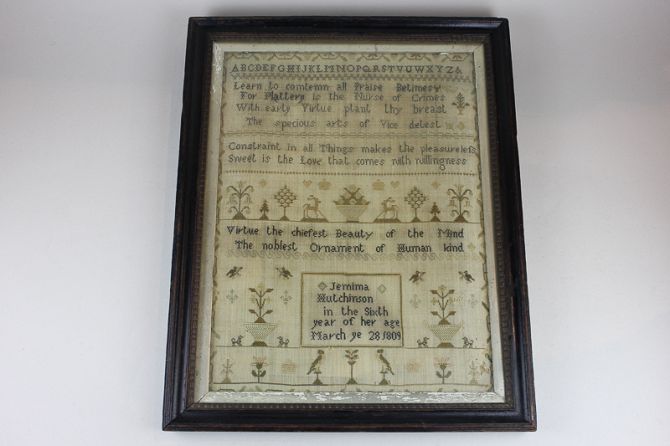 ABCDEFGHIJKLMNOPQRSTVUWXYZ&
Learn to contemn all Praise Betimesy
For Flattery is the Nurse of Crimes
With early Virtue plant thy breast
The specious arts of Vice detest
Constraint in all Things makes the pleasure less
Sweet is the Love that comes with willingness
Virtue the chiefest Beauty of the Mind
The noblest Ornament of Human kind
Jemima
Hutchinson
in the Sixth
year of her age
March ye 28 1809